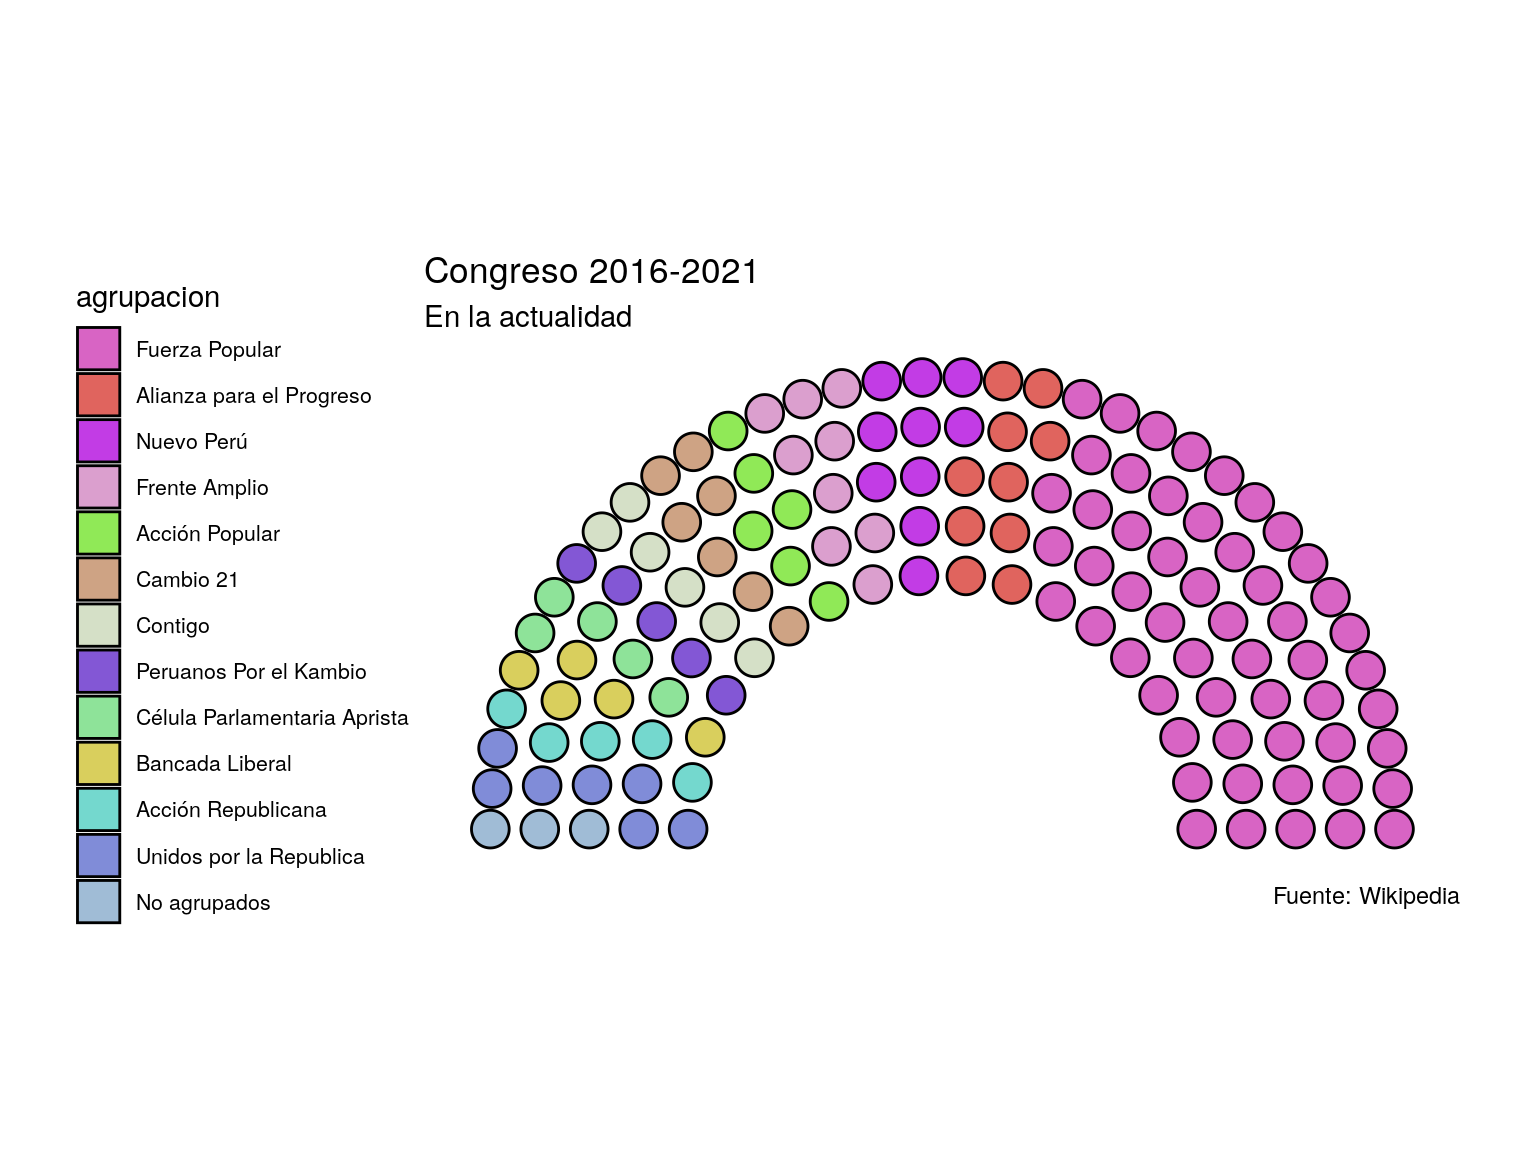 Congreso 2016-2021
En la actualidad
agrupacion
Fuerza Popular
Alianza para el Progreso
Nuevo Perú
Frente Amplio
Acción Popular
Cambio 21
Contigo
Peruanos Por el Kambio
Célula Parlamentaria Aprista
Bancada Liberal
Acción Republicana
Unidos por la Republica
No agrupados
Fuente: Wikipedia